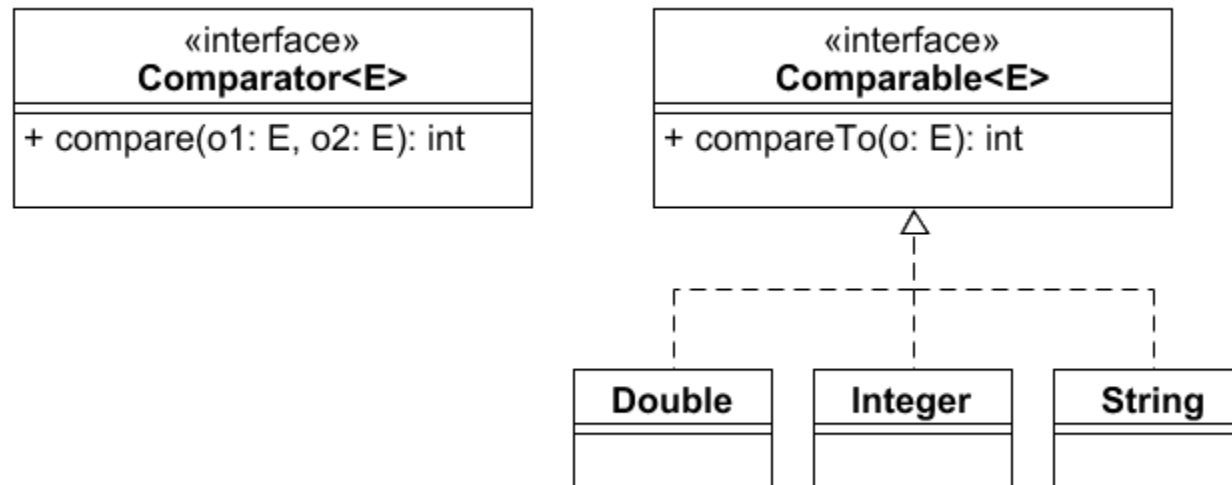 «interface»
Comparator<E>
+ compare(o1: E, o2: E): int
«interface»
Comparable<E>
+ compareTo(o: E): int
Double
Integer
String